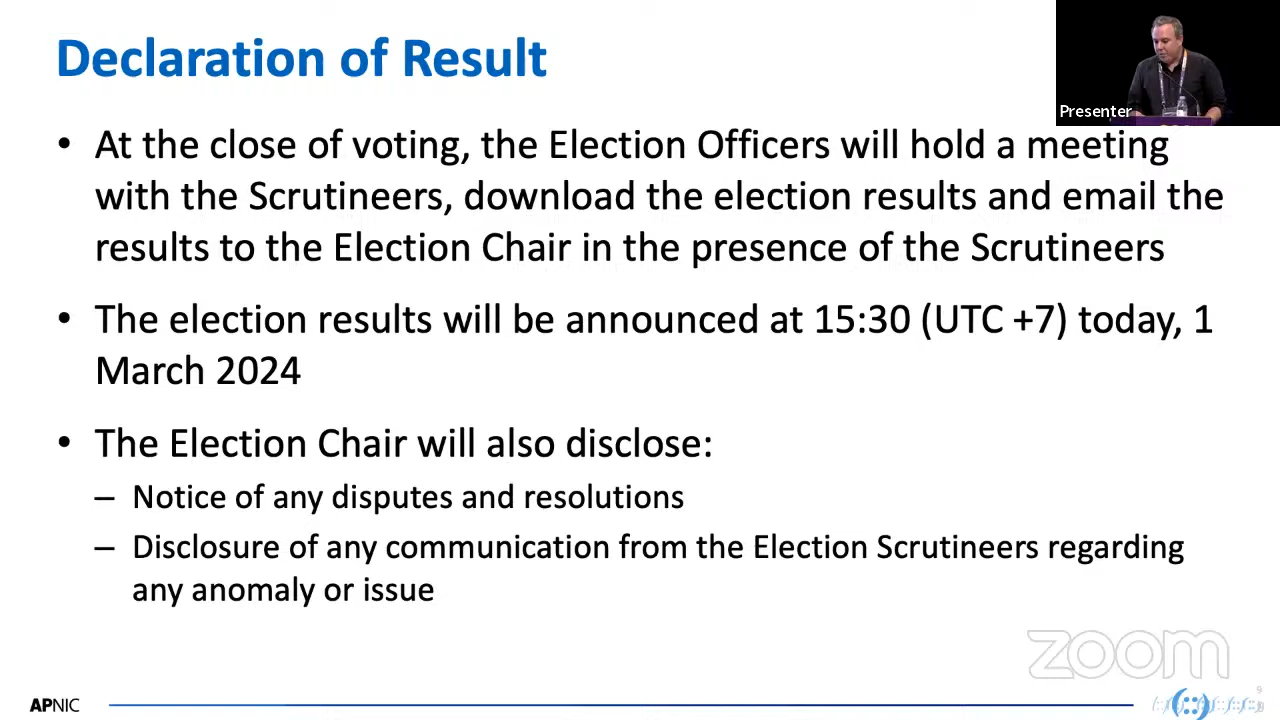 Declaration of Result
Presenter
• At the close of voting, the Election Officers will hold a meeting
with the Scrutineers, download the election results and email the
results to the Election Chair in the presence of the Scrutineers
• The election results will be announced at 15:30 (UTC +7) today, 1
March 2024
• The Election Chair will also disclose:
– Notice of any disputes and resolutions
– Disclosure of any communication from the Election Scrutineers regarding
any anomaly or issue
zoom
APNIC
9